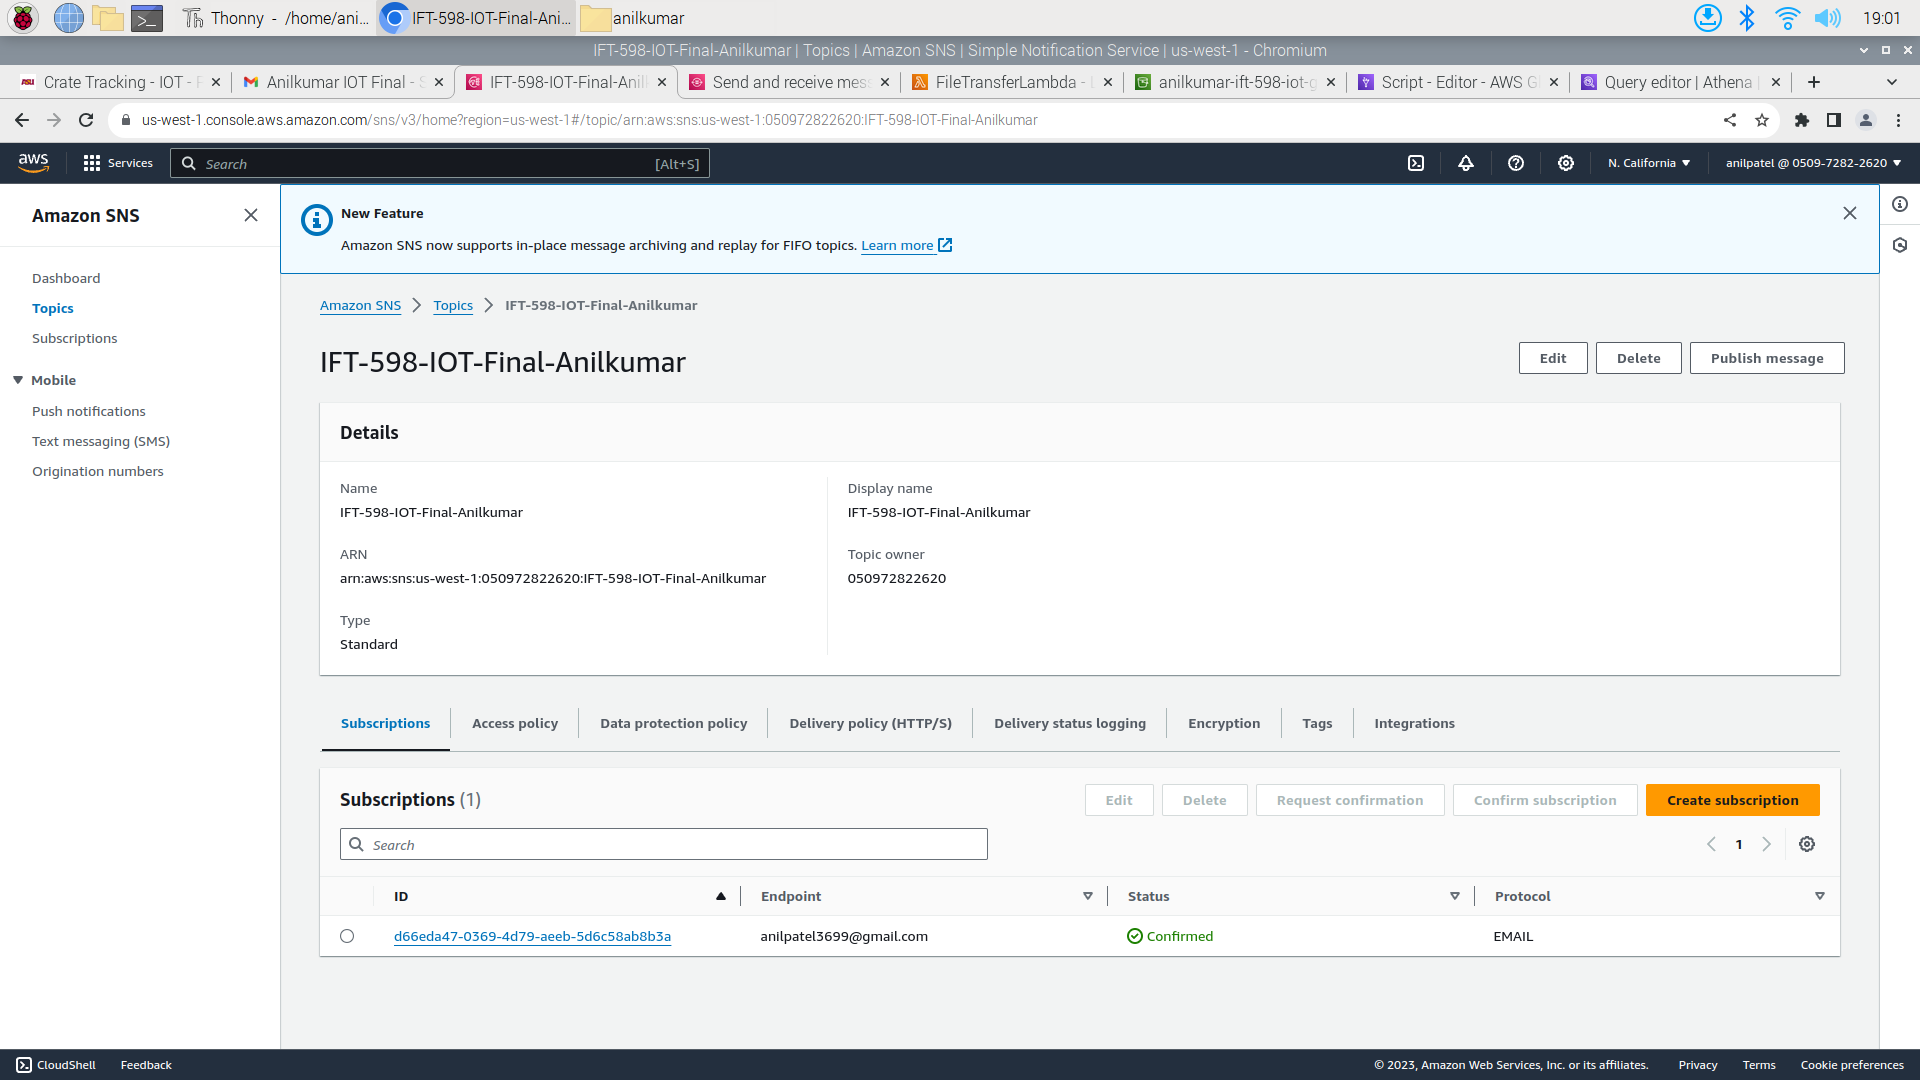 Thonny - /home/ani...
IFT-598-IOT-Final-Ani...
anilkumar
19:01
IFT-598-IOT-Final-Anilkumar | Topics | Amazon SNS | Simple Notification Service | us-west-1 - Chromium
Crate Tracking - IOT - F
Anilkumar IOT Final - S
IFT-598-IOT-Final-Anil
Send and receive mess
FileTransferLambda -
anilkumar-ift-598-iot-g
Script - Editor - AWS Gl
Query editor | Athena |
us-west-1.console.aws.amazon.com/sns/v3/home?region=us-west-1#/topic/arn:aws:sns:us-west-1:050972822620:IFT-598-IOT-Final-Anilkumar
aws
Services
Search
[Alt+S]
N. California
anilpatel @ 0509-7282-2620
Amazon SNS
Dashboard
Topics
Subscriptions
Mobile
Push notifications
Text messaging (SMS)
Origination numbers
New Feature
Amazon SNS now supports in-place message archiving and replay for FIFO topics. Learn more
Amazon SNS > Topics > IFT-598-IOT-Final-Anilkumar
IFT-598-IOT-Final-Anilkumar
Edit
Delete
Publish message
Details
Name
IFT-598-IOT-Final-Anilkumar
ARN
arn:aws:sns:us-west-1:050972822620:IFT-598-IOT-Final-Anilkumar
Type
Standard
Display name
IFT-598-IOT-Final-Anilkumar
Topic owner
050972822620
Subscriptions
Access policy
Data protection policy
Delivery policy (HTTP/S)
Delivery status logging
Encryption
Tags
Integrations
Subscriptions (1)
Edit
Delete
Request confirmation
Confirm subscription
Create subscription
Search
1
ID
Endpoint
Status
Protocol
d66eda47-0369-4d79-aeeb-5d6c58ab8b3a
anilpatel3699@gmail.com
Confirmed
EMAIL
CloudShell
Feedback
© 2023, Amazon Web Services, Inc. or its affiliates.
Privacy
Terms
Cookie preferences